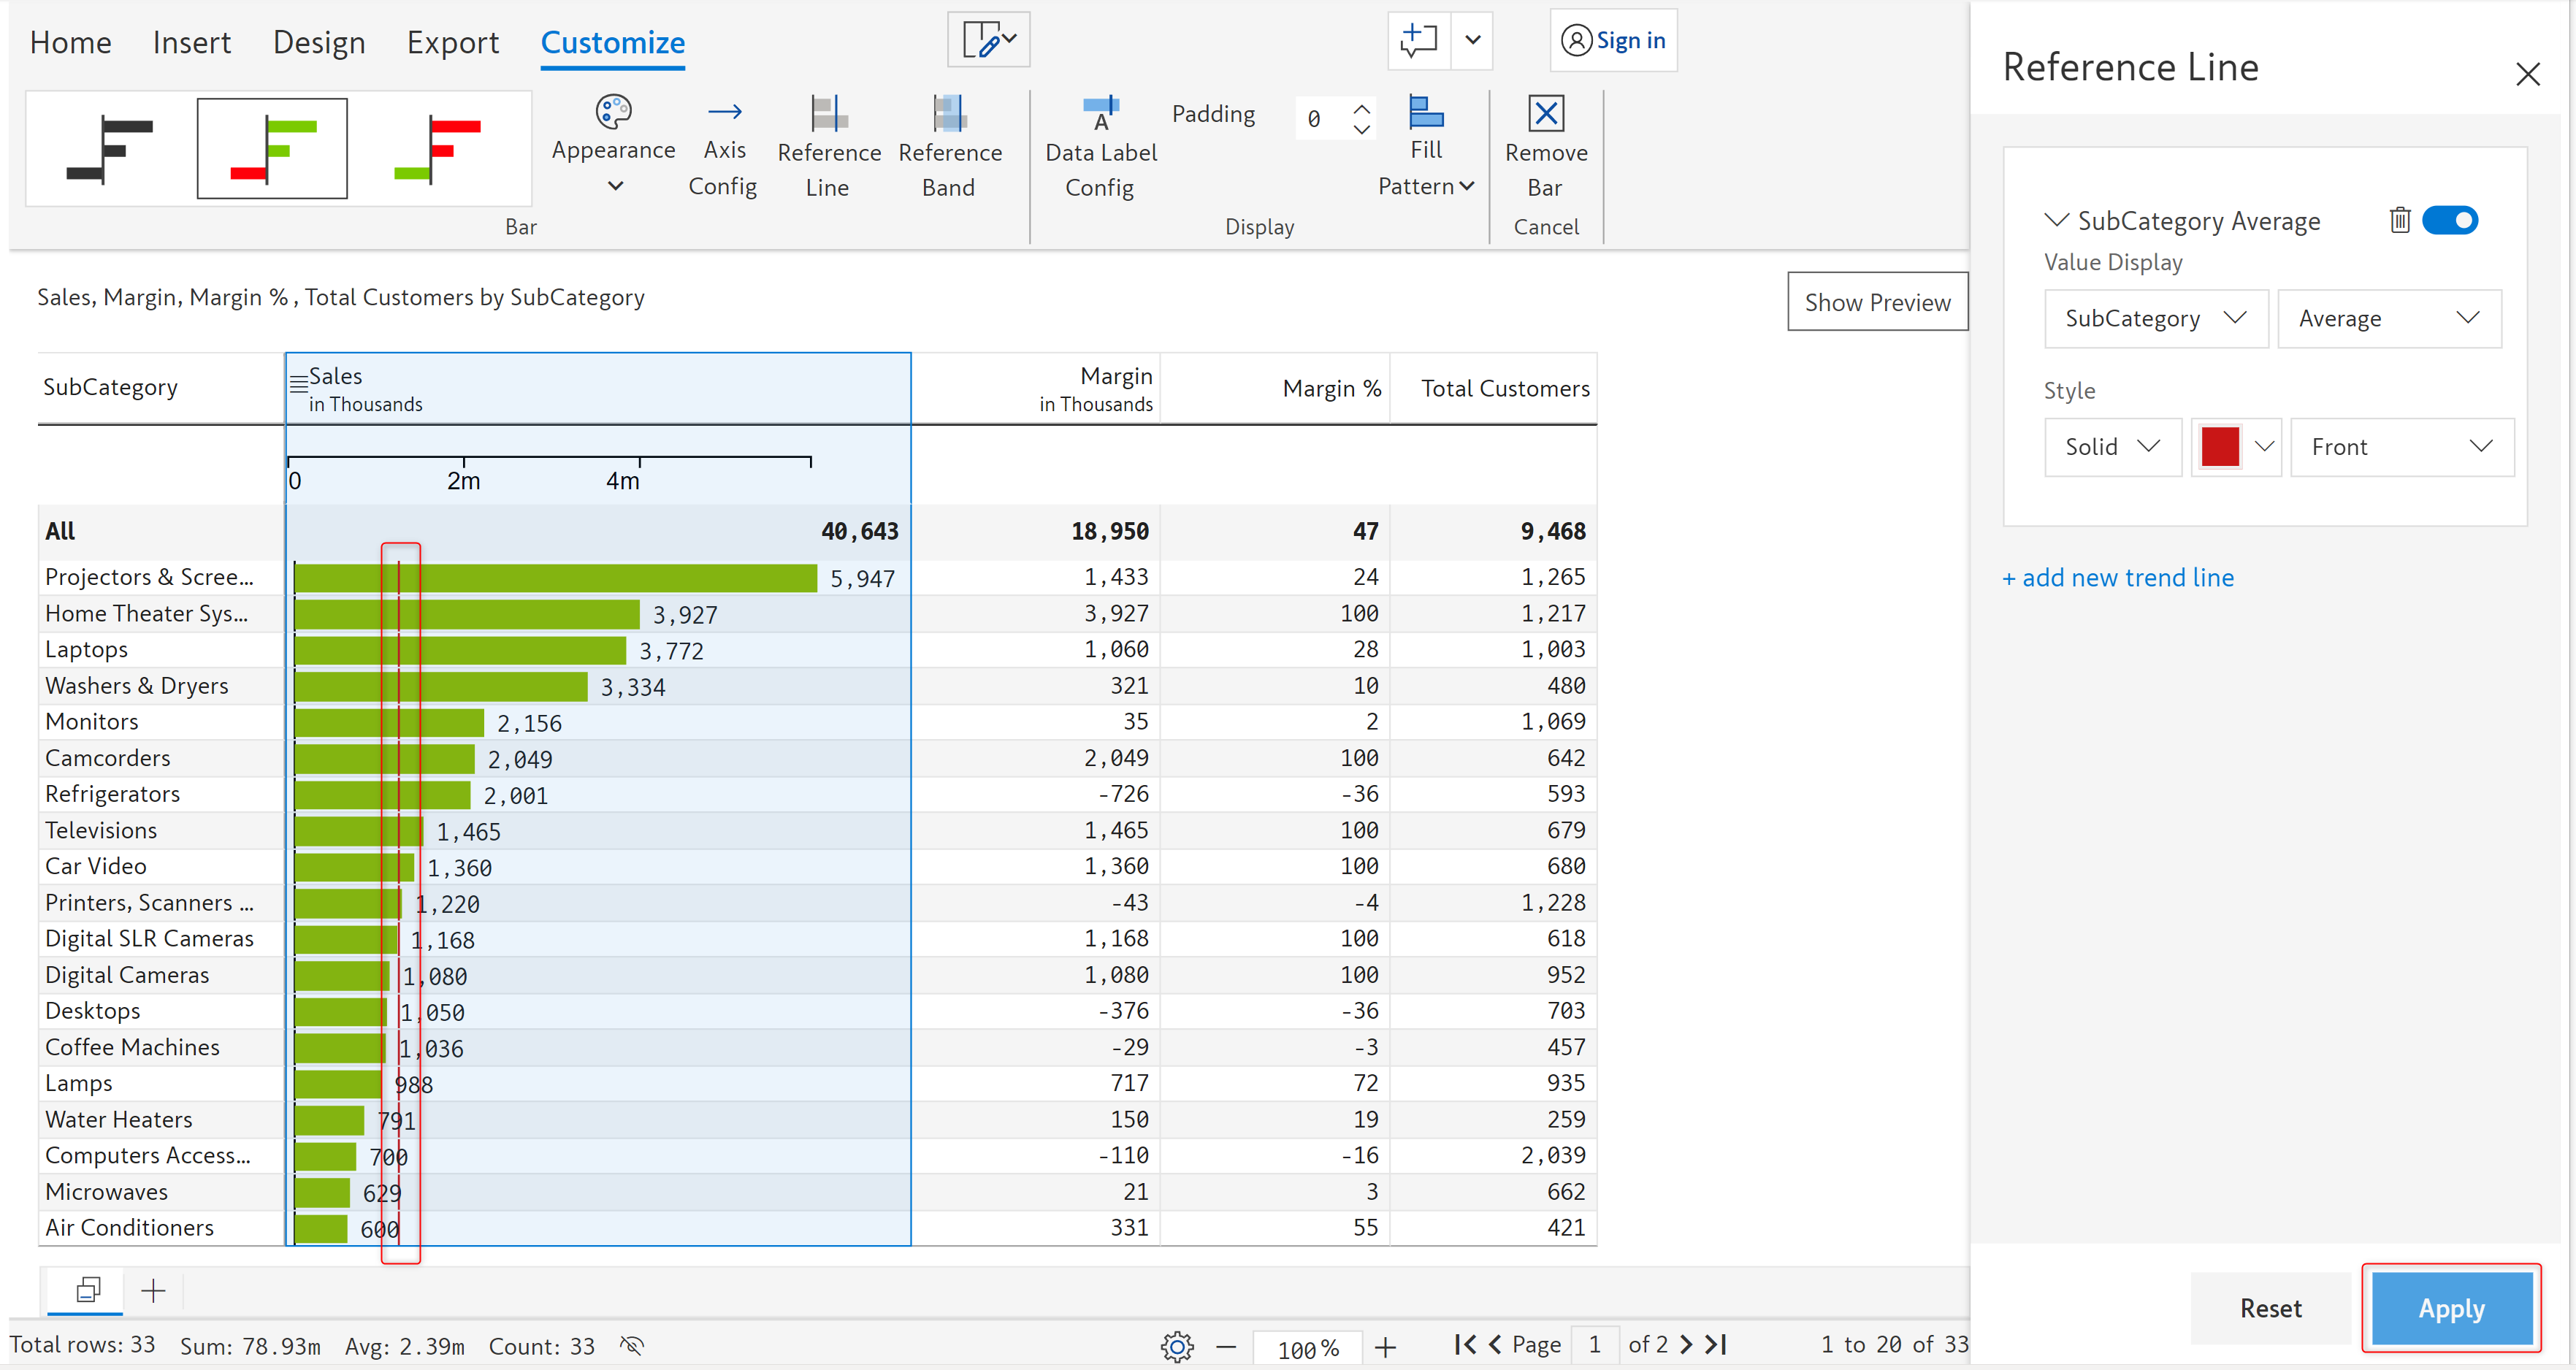 Home Insert Design Export Customize Sign in
Appearance Axis Config Reference Line Reference Band Data Label Config Padding 0 Fill Pattern Remove Bar
A
Bar Display Cancel
Sales, Margin, Margin % , Total Customers by SubCategory
Show Preview
SubCategory Sales in Thousands Margin in Thousands Margin % Total Customers
0 2m 4m
All 40,643 18,950 47 9,468
Projectors & Scree... 5,947 1,433 24 1,265
Home Theater Sys... 3,927 3,927 100 1,217
Laptops 3,772 1,060 28 1,003
Washers & Dryers 3,334 321 10 480
Monitors 2,156 35 2 1,069
Camcorders 2,049 2,049 100 642
Refrigerators 2,001 -726 -36 593
Televisions 1,465 1,465 100 679
Car Video 1,360 1,360 100 680
Printers, Scanners ... 1,220 -43 -4 1,228
Digital SLR Cameras 1,168 1,168 100 618
Digital Cameras 1,080 1,080 100 952
Desktops 1,050 -376 -36 703
Coffee Machines 1,036 -29 -3 457
Lamps 988 717 72 935
Water Heaters 791 150 19 259
Computers Access... 700 -110 -16 2,039
Microwaves 629 21 3 662
Air Conditioners 600 331 55 421
Total rows: 33 Sum: 78.93m Avg: 2.39m Count: 33 100 % Page 1 of 2 1 to 20 of 33
Reference Line
SubCategory Average
Value Display
SubCategory Average
Style
Solid Front
+ add new trend line
Reset Apply